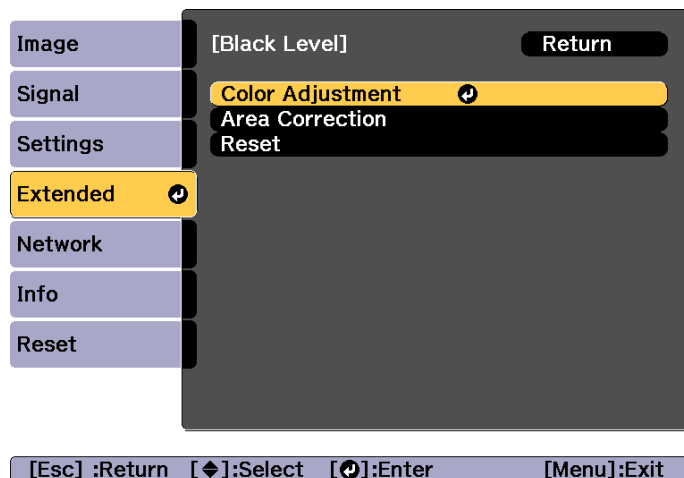 Image
Signal
Settings
Extended
Network
Info
Reset
[Black Level] Return
Color Adjustment
Area Correction
Reset
[Esc] :Return [◆]:Select [↵]:Enter [Menu]:Exit